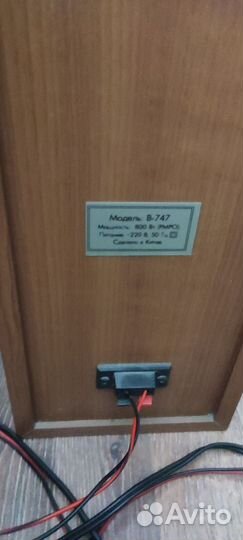 Модель: B-747
Мощность: 800 Вт (PMPO)
Питание: ~220 В, 50 Гц
Сделано в Китае
Avito